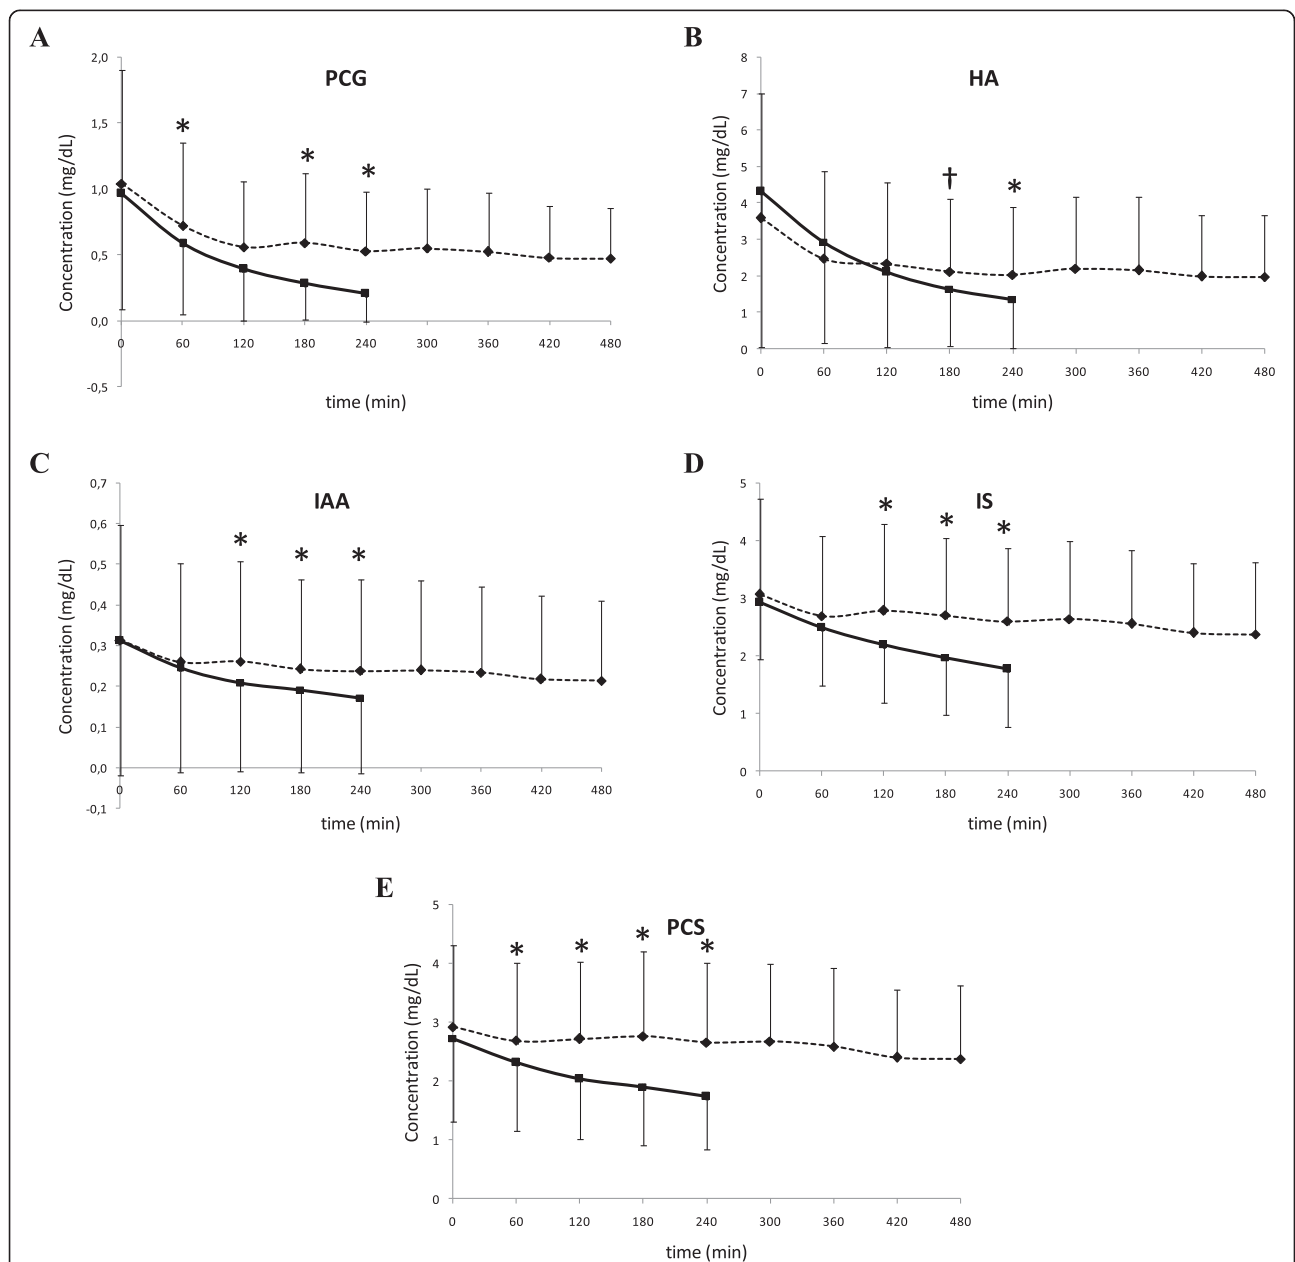 A
PCG
Concentration (mg/dL)
2,0
1,5
1,0
0,5
0,0
-0,5
0 60 120 180 240 300 360 420 480
* * *
time (min)
B
HA
Concentration (mg/dL)
8
7
6
5
4
3
2
1
0
0 60 120 180 240 300 360 420 480
† *
time (min)
C
IAA
Concentration (mg/dL)
0,7
0,6
0,5
0,4
0,3
0,2
0,1
0,0
-0,1
0 60 120 180 240 300 360 420 480
* * *
time (min)
D
IS
Concentration (mg/dL)
5
4
3
2
1
0
0 60 120 180 240 300 360 420 480
* * *
time (min)
E
PCS
Concentration (mg/dL)
5
4
3
2
1
0
0 60 120 180 240 300 360 420 480
* * * *
time (min)